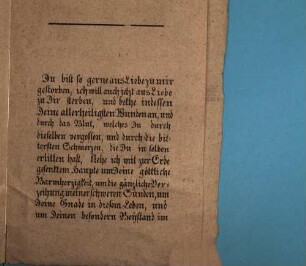 Du bist so gerne aus Liebe zu mir
gestorben, ich will auch jetzt aus Liebe
zu Dir sterben, und bethe indessen
Deine allerheiligsten Wunden an, und
durch das Blut, welches Du durch
dieselben vergossen, und durch die bit-
tersten Schmerzen, die Du in selben
erlitten hast, flehe ich mit zur Erde
gesenktem Haupte um Deine göttliche
Barmherzigkeit, um die gänzliche Ver-
zeihung meiner schweren Sünden, um
Deine Gnade in diesem Leben, und
um Deinen besondern Beystand im